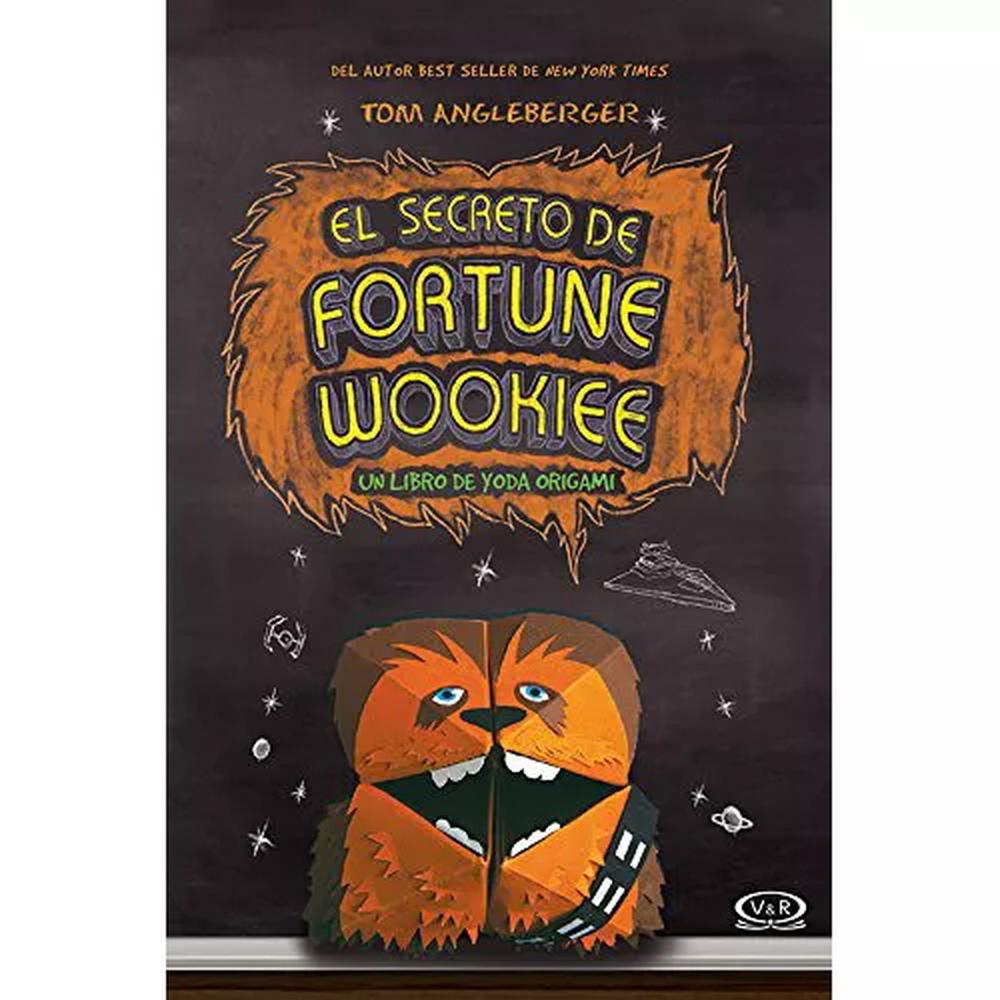 DEL AUTOR BEST SELLER DE NEW YORK TIMES
TOM ANGLEBERGER
EL SECRETO DE
FORTUNE
WOOKIEE
UN LIBRO DE YODA ORIGAMI
V&R